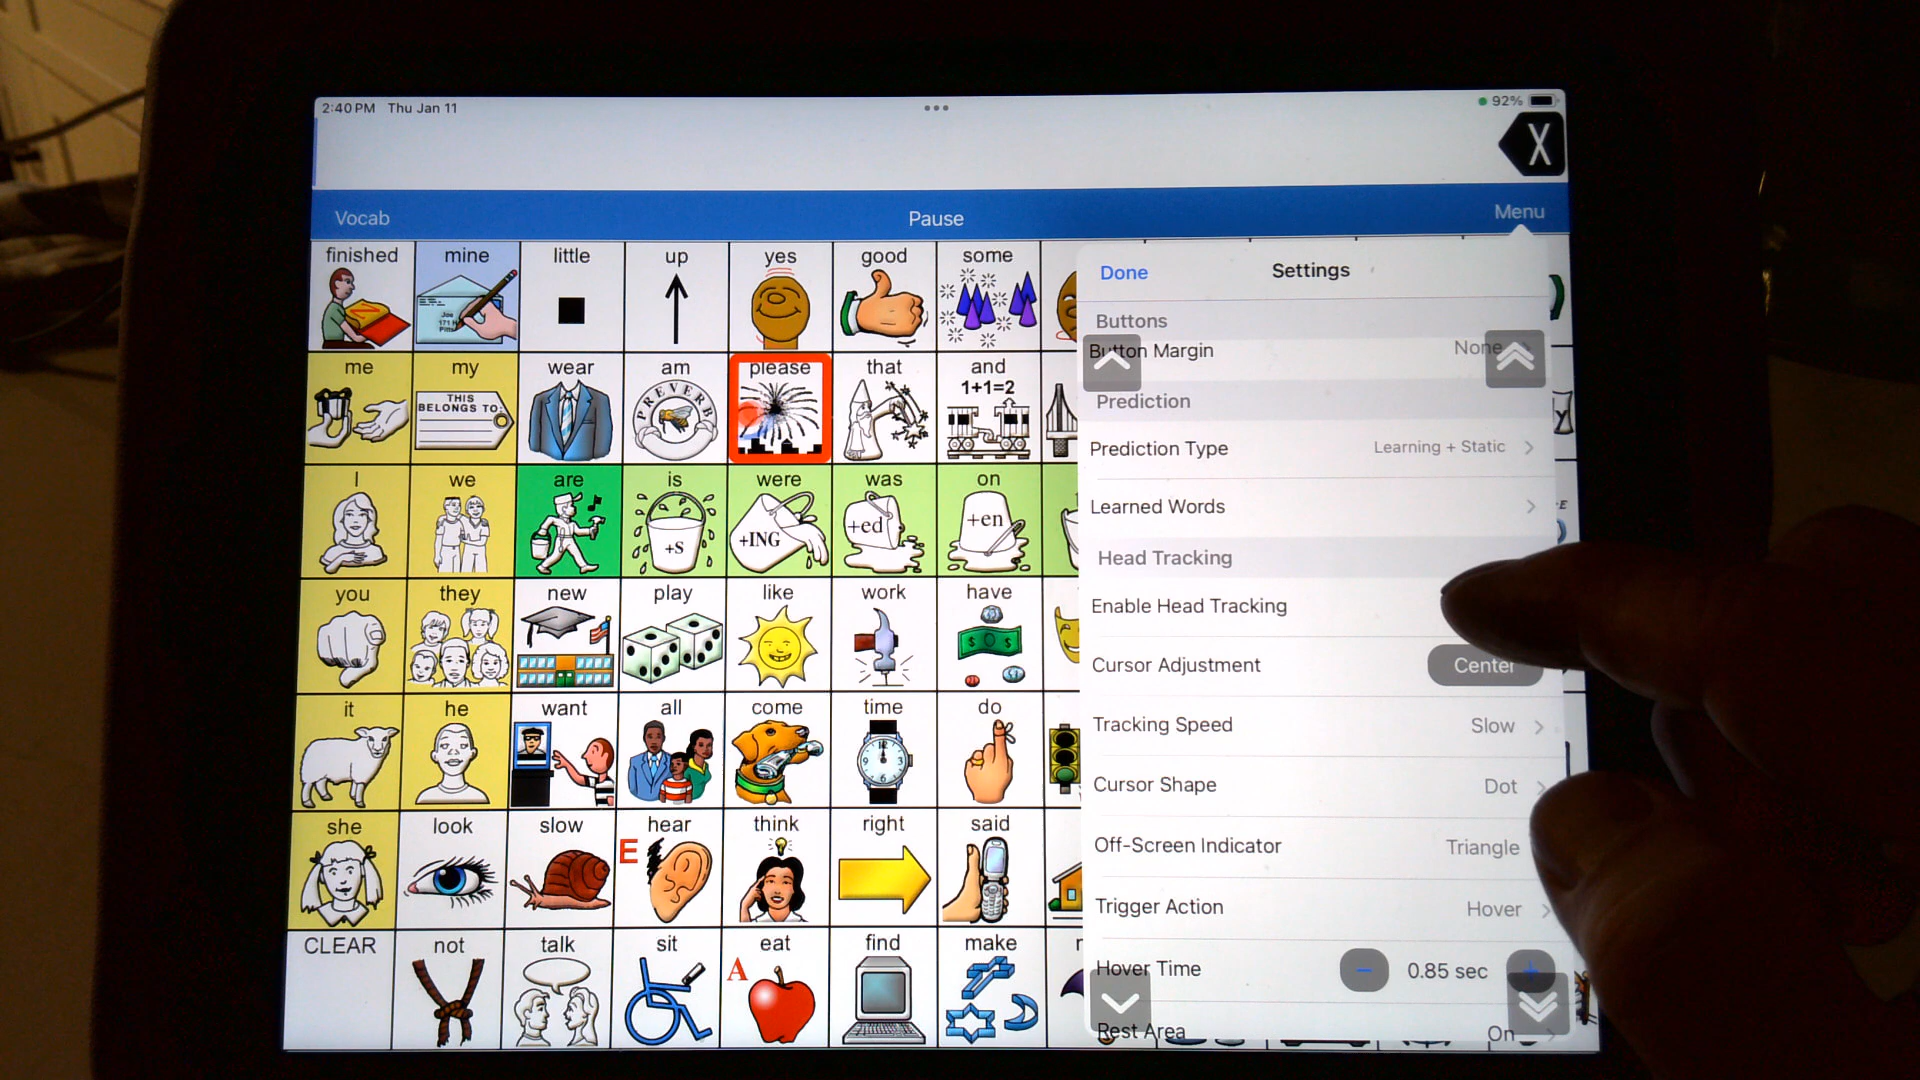 2:40 PM Thu Jan 11
92%
X
Vocab Pause Menu
finished mine little up yes good some
Jos
171 H
me my wear am please that and
THIS
BELONGS TO:
PREVERB
1+1=2
I we are is were was on
+S +ING +ed +en
you they new play like work have
it he want all come time do
she look slow hear think right said
E
CLEAR not talk sit eat find make
A
Done Settings
Buttons
Button Margin None
Prediction
Prediction Type Learning + Static
Learned Words
Head Tracking
Enable Head Tracking
Cursor Adjustment Center
Tracking Speed Slow
Cursor Shape Dot
Off-Screen Indicator Triangle
Trigger Action Hover
Hover Time − 0.85 sec +
Rest Area On